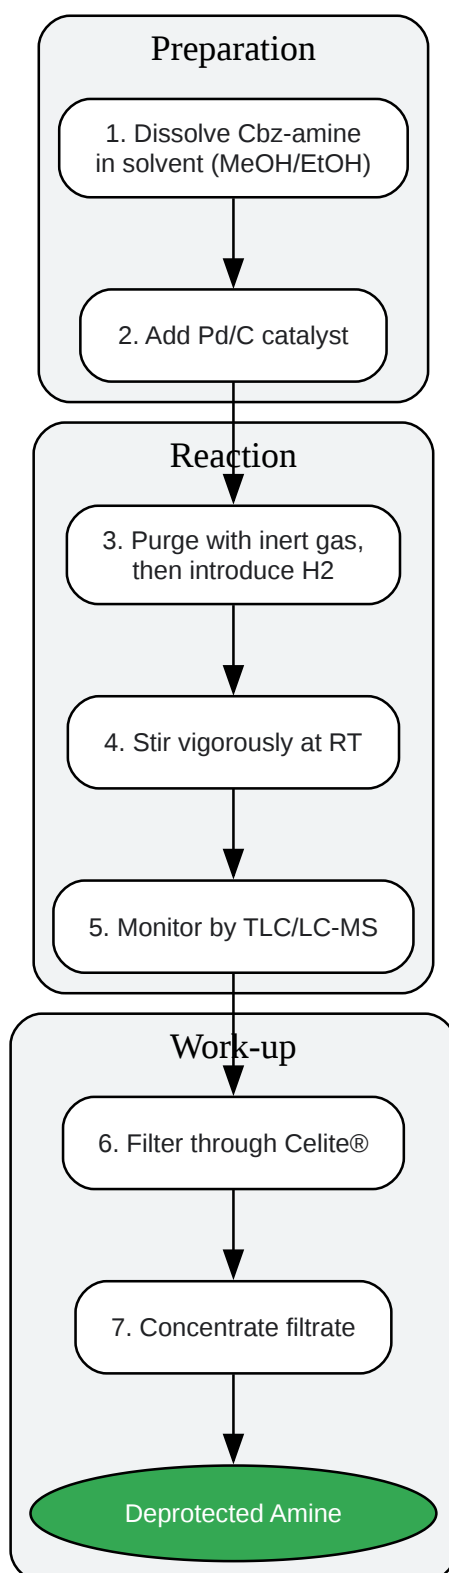 Preparation
1. Dissolve Cbz-amine
in solvent (MeOH/EtOH)
2. Add Pd/C catalyst
Reaction
3. Purge with inert gas,
then introduce H2
4. Stir vigorously at RT
5. Monitor by TLC/LC-MS
Work-up
6. Filter through Celite®
7. Concentrate filtrate
Deprotected Amine